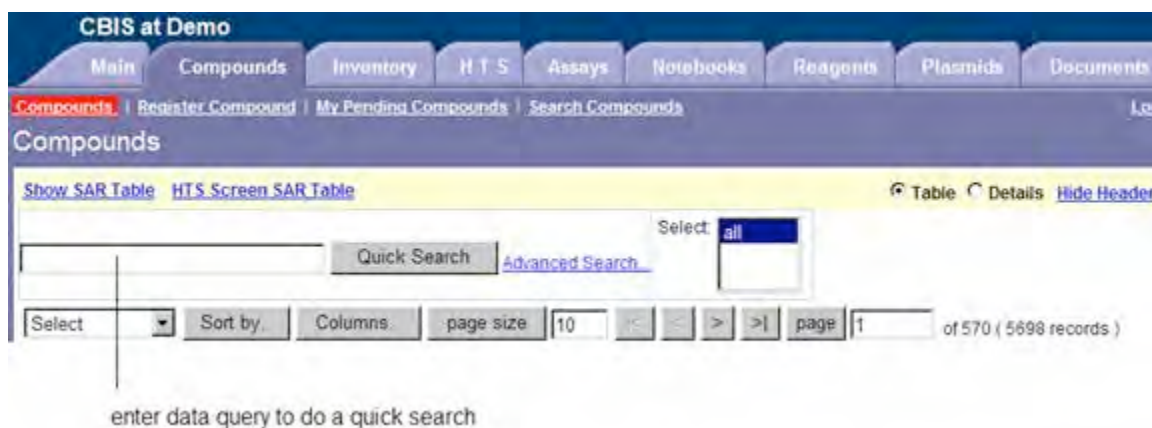 CBIS at Demo
Main Compounds Inventory H T S Assays Notebooks Reagents Plasmids Documents
Compounds | Register Compound | My Pending Compounds | Search Compounds
Compounds
Show SAR Table HTS Screen SAR Table Table Details Hide Header
Select: all
Quick Search Advanced Search...
Select Sort by.. Columns.. page size 10 |< < > >| page 1 of 570 ( 5698 records )
enter data query to do a quick search